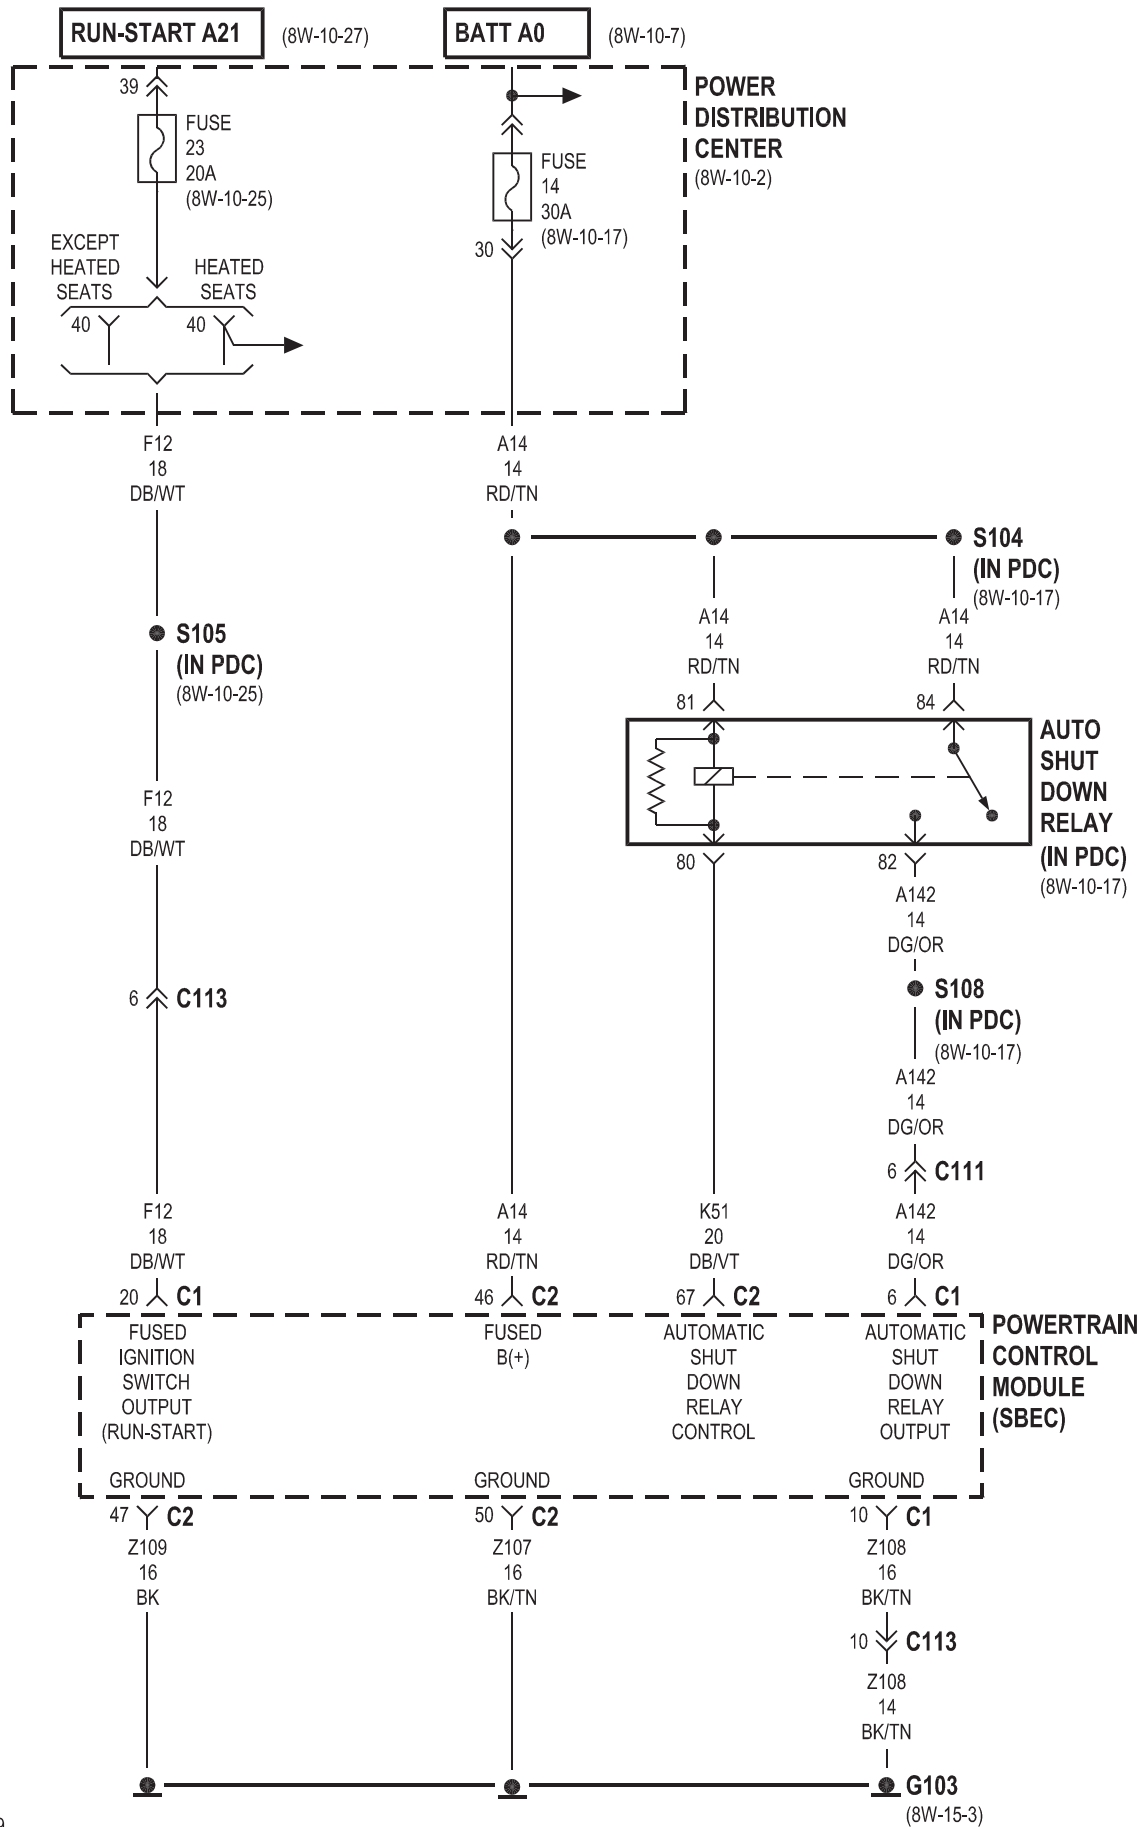 RUN-START A21 (8W-10-27)
BATT A0 (8W-10-7)
39
FUSE
23
20A
(8W-10-25)
FUSE
14
30A
(8W-10-17)
30
POWER
DISTRIBUTION
CENTER
(8W-10-2)
EXCEPT
HEATED
SEATS
40
HEATED
SEATS
40
F12
18
DB/WT
A14
14
RD/TN
S104
(IN PDC)
(8W-10-17)
S105
(IN PDC)
(8W-10-25)
A14
14
RD/TN
81
A14
14
RD/TN
84
AUTO
SHUT
DOWN
RELAY
(IN PDC)
(8W-10-17)
80
82
F12
18
DB/WT
A142
14
DG/OR
S108
(IN PDC)
(8W-10-17)
6 C113
A142
14
DG/OR
6 C111
F12
18
DB/WT
20 C1
A14
14
RD/TN
46 C2
K51
20
DB/VT
67 C2
A142
14
DG/OR
6 C1
FUSED
IGNITION
SWITCH
OUTPUT
(RUN-START)
FUSED
B(+)
AUTOMATIC
SHUT
DOWN
RELAY
CONTROL
AUTOMATIC
SHUT
DOWN
RELAY
OUTPUT
POWERTRAIN
CONTROL
MODULE
(SBEC)
GROUND
GROUND
GROUND
47 C2
Z109
16
BK
50 C2
Z107
16
BK/TN
10 C1
Z108
16
BK/TN
10 C113
Z108
14
BK/TN
G103
(8W-15-3)